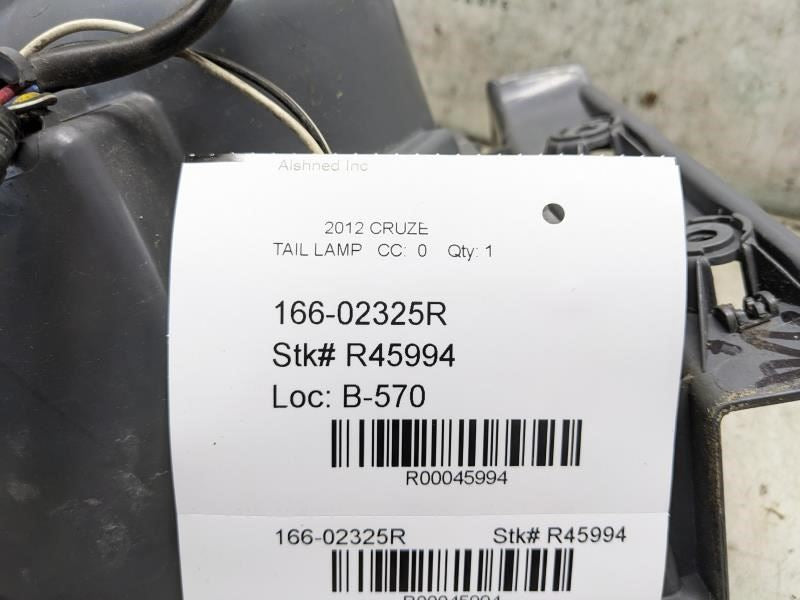 Alshned Inc
2012 CRUZE
TAIL LAMP CC: 0 Qty: 1
166-02325R
Stk# R45994
Loc: B-570
R00045994
166-02325R Stk# R45994
R00045994